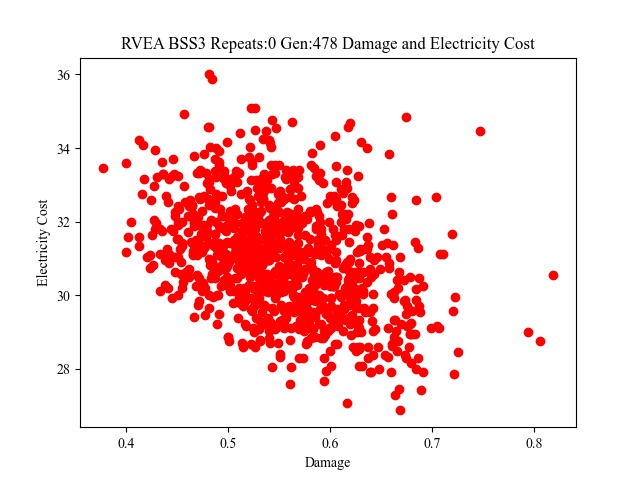 RVEA BSS3 Repeats:0 Gen:478 Damage and Electricity Cost
36
34
32
30
28
Electricity Cost
0.4 0.5 0.6 0.7 0.8
Damage